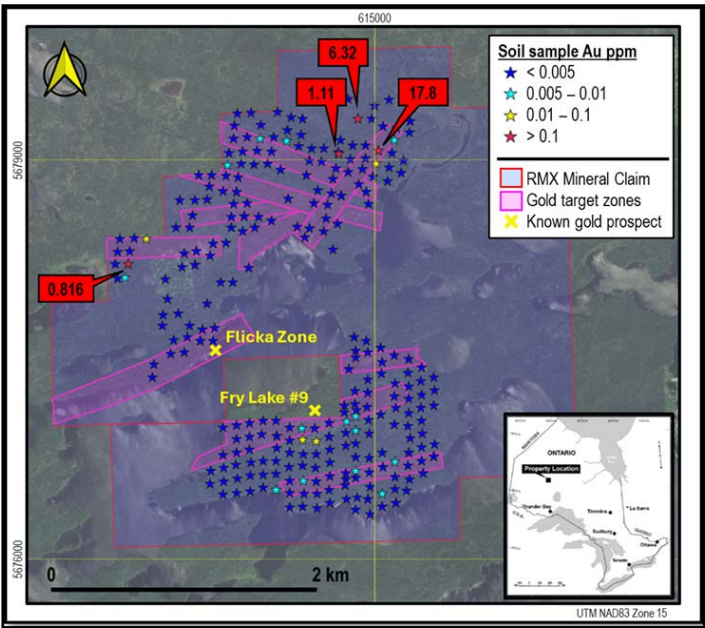 615000
6.32
1.11
17.8
5679000
0.816
5676000
Soil sample Au ppm
< 0.005
0.005 – 0.01
0.01 – 0.1
> 0.1
RMX Mineral Claim
Gold target zones
Known gold prospect
Flicka Zone
Fry Lake #9
MANITOBA
ONTARIO
Property Location
Thunder Bay
Timmins
La Sarre
Sudbury
QUEBEC
Ottawa
Toronto
U.S.A.
0
2 km
UTM NAD83 Zone 15